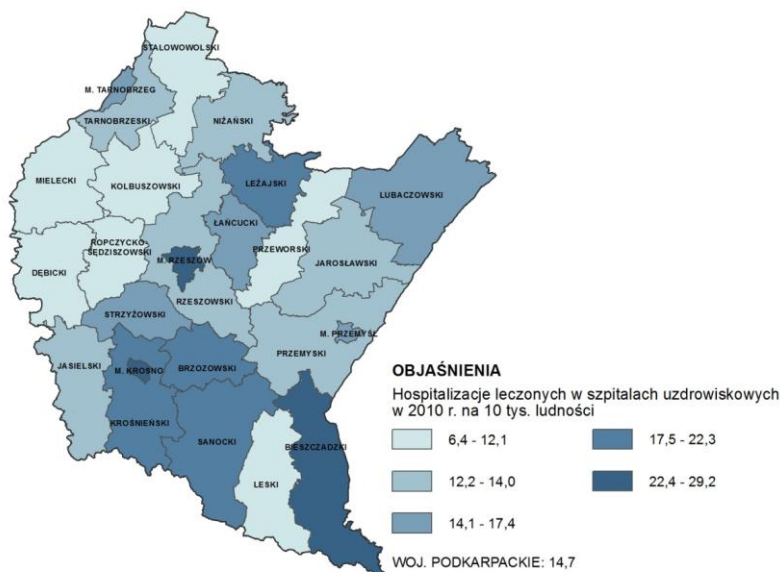 STALOWOWOLSKI
M. TARNOBRZEG
TARNOBRZESKI
NIŻAŃSKI
MIELECKI
KOLBUSZOWSKI
LEŻAJSKI
LUBACZOWSKI
ŁAŃCUCKI
ROPCZYCKO-
SĘDZISZOWSKI
PRZEWORSKI
M. RZESZÓW
JAROSŁAWSKI
DĘBICKI
RZESZOWSKI
STRZYŻOWSKI
M. PRZEMYŚL
PRZEMYSKI
JASIELSKI
M. KROSNO
BRZOZOWSKI
KROŚNIEŃSKI
SANOCKI
BIESZCZADZKI
LESKI
OBJAŚNIENIA
Hospitalizacje leczonych w szpitalach uzdrowiskowych
w 2010 r. na 10 tys. ludności
6,4 - 12,1
17,5 - 22,3
12,2 - 14,0
22,4 - 29,2
14,1 - 17,4
WOJ. PODKARPACKIE: 14,7